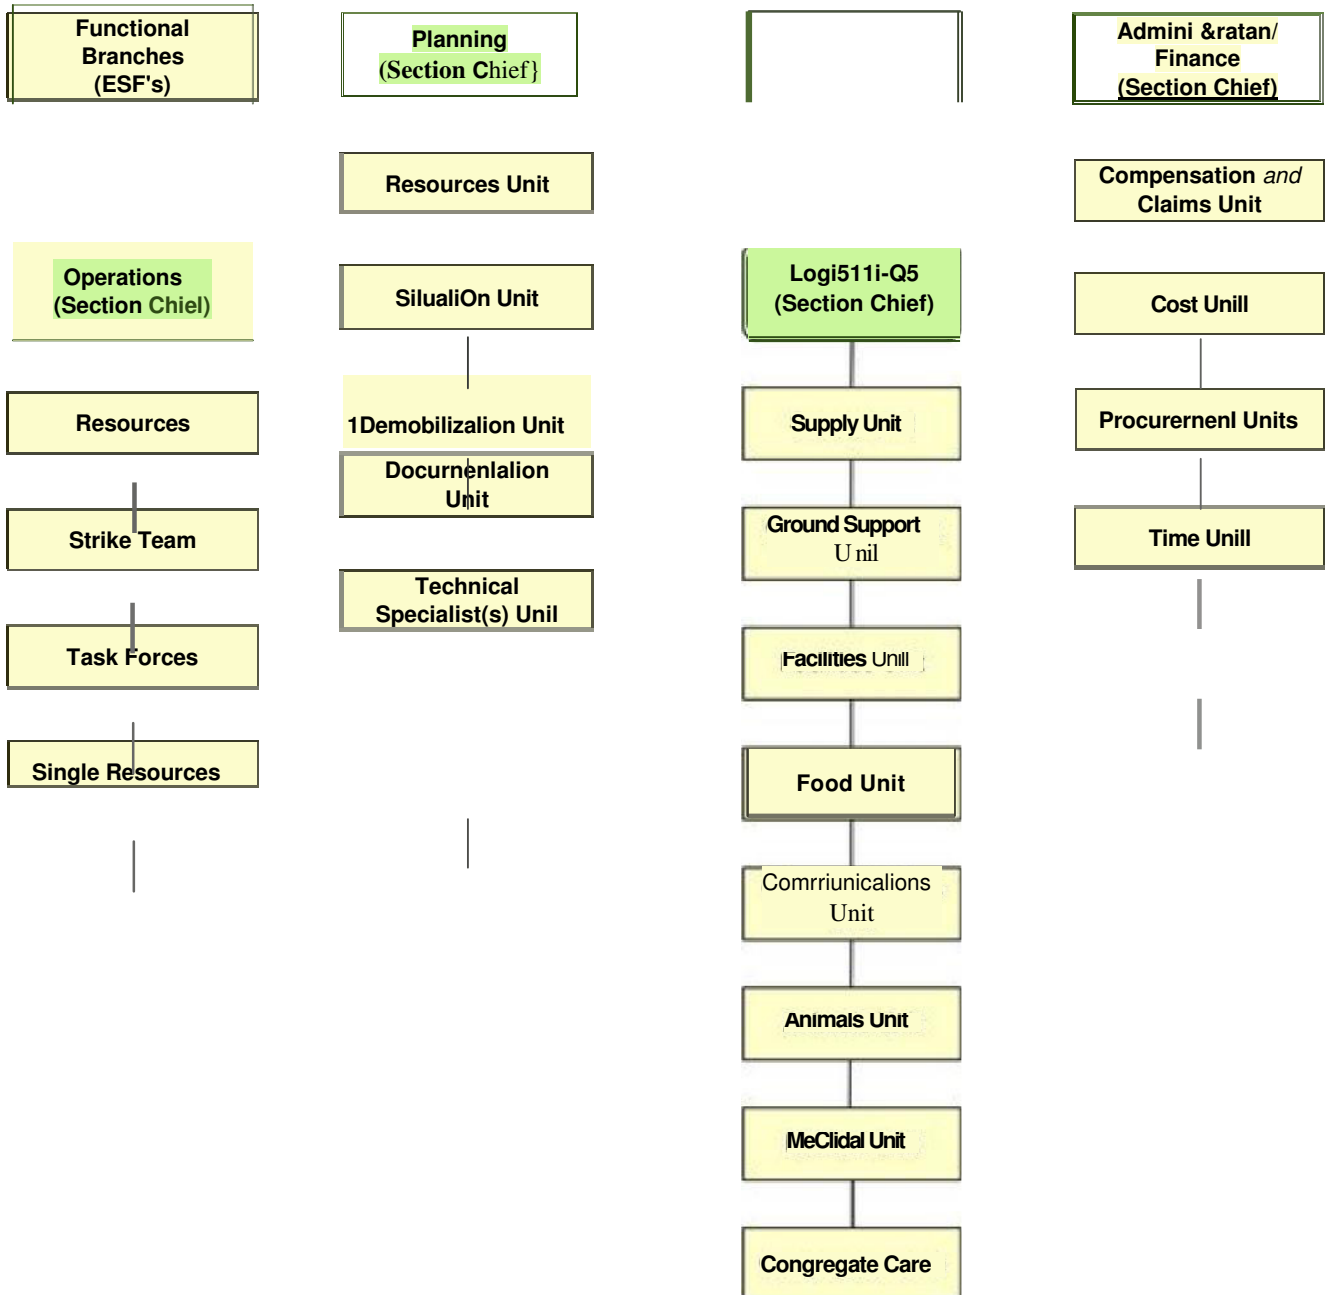 Functional
Branches
(ESF's)
Operations
(Section Chiel)
Resources
Strike Team
Task Forces
Single Resources
Planning
(Section Chief}
Resources Unit
SilualiOn Unit
1Demobilizalion Unit
Docurnenlalion
Unit
Technical
Specialist(s) Unil
Logi511i-Q5
(Section Chief)
Supply Unit
Ground Support
U nil
Facilities Unill
Food Unit
Comrriunicalions
Unit
Animals Unit
MeClidal Unit
Congregate Care
Admini &ratan/
Finance
(Section Chief)
Compensation and
Claims Unit
Cost Unill
Procurernenl Units
Time Unill